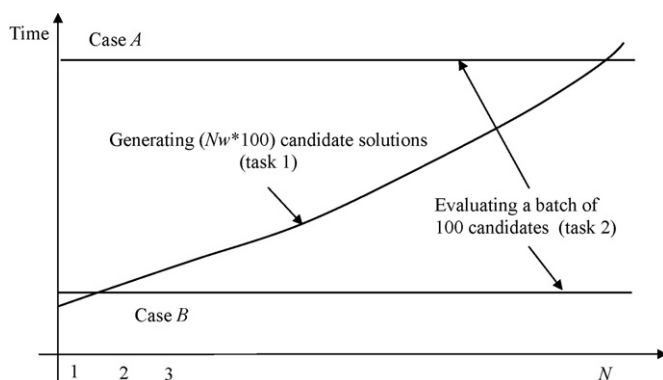 Time
Case A
Generating (Nw*100) candidate solutions
(task 1)
Evaluating a batch of
100 candidates (task 2)
Case B
1 2 3 N